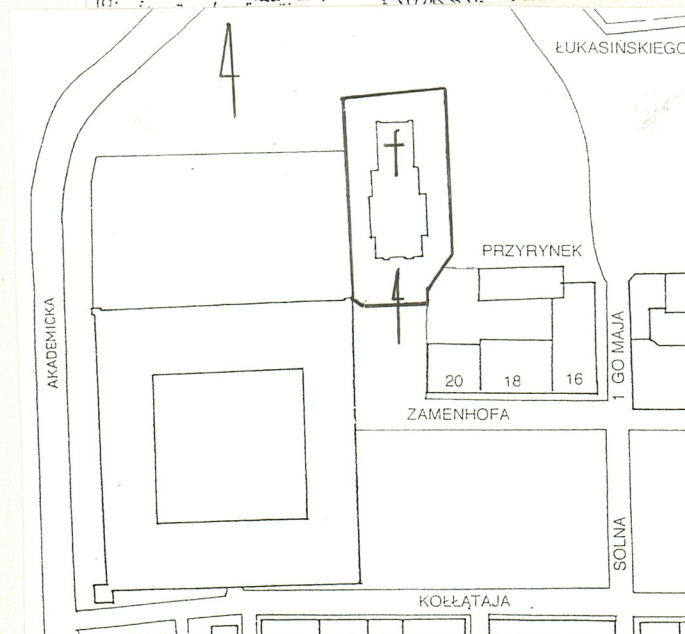 ŁUKASIŃSKIEGO
PRZYRYNEK
AKADEMICKA
1 GO MAJA
20 18 16
ZAMENHOFA
SOLNA
KOŁŁĄTAJA